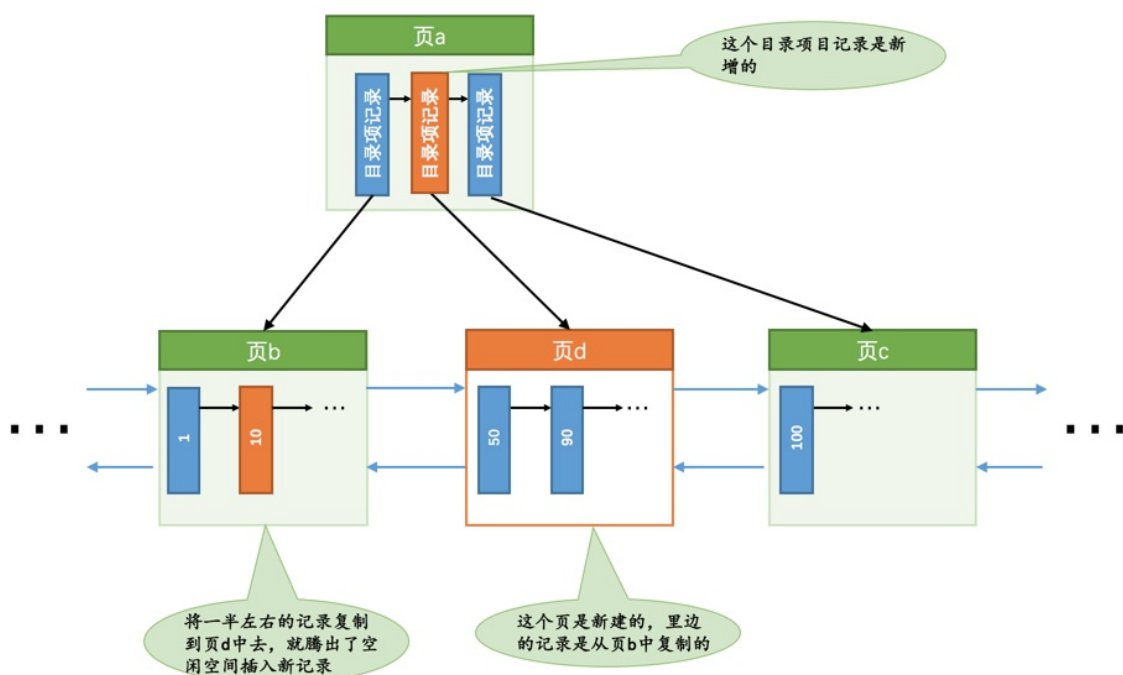 页a
这个目录项目记录是新
增的
目录项记录
目录项记录
目录项记录
页b
页d
页c
1
10
...
50
90
...
100
...
...
...
将一半左右的记录复制
到页d中去，就腾出了空
闲空间插入新记录
这个页是新建的，里边
的记录是从页b中复制的